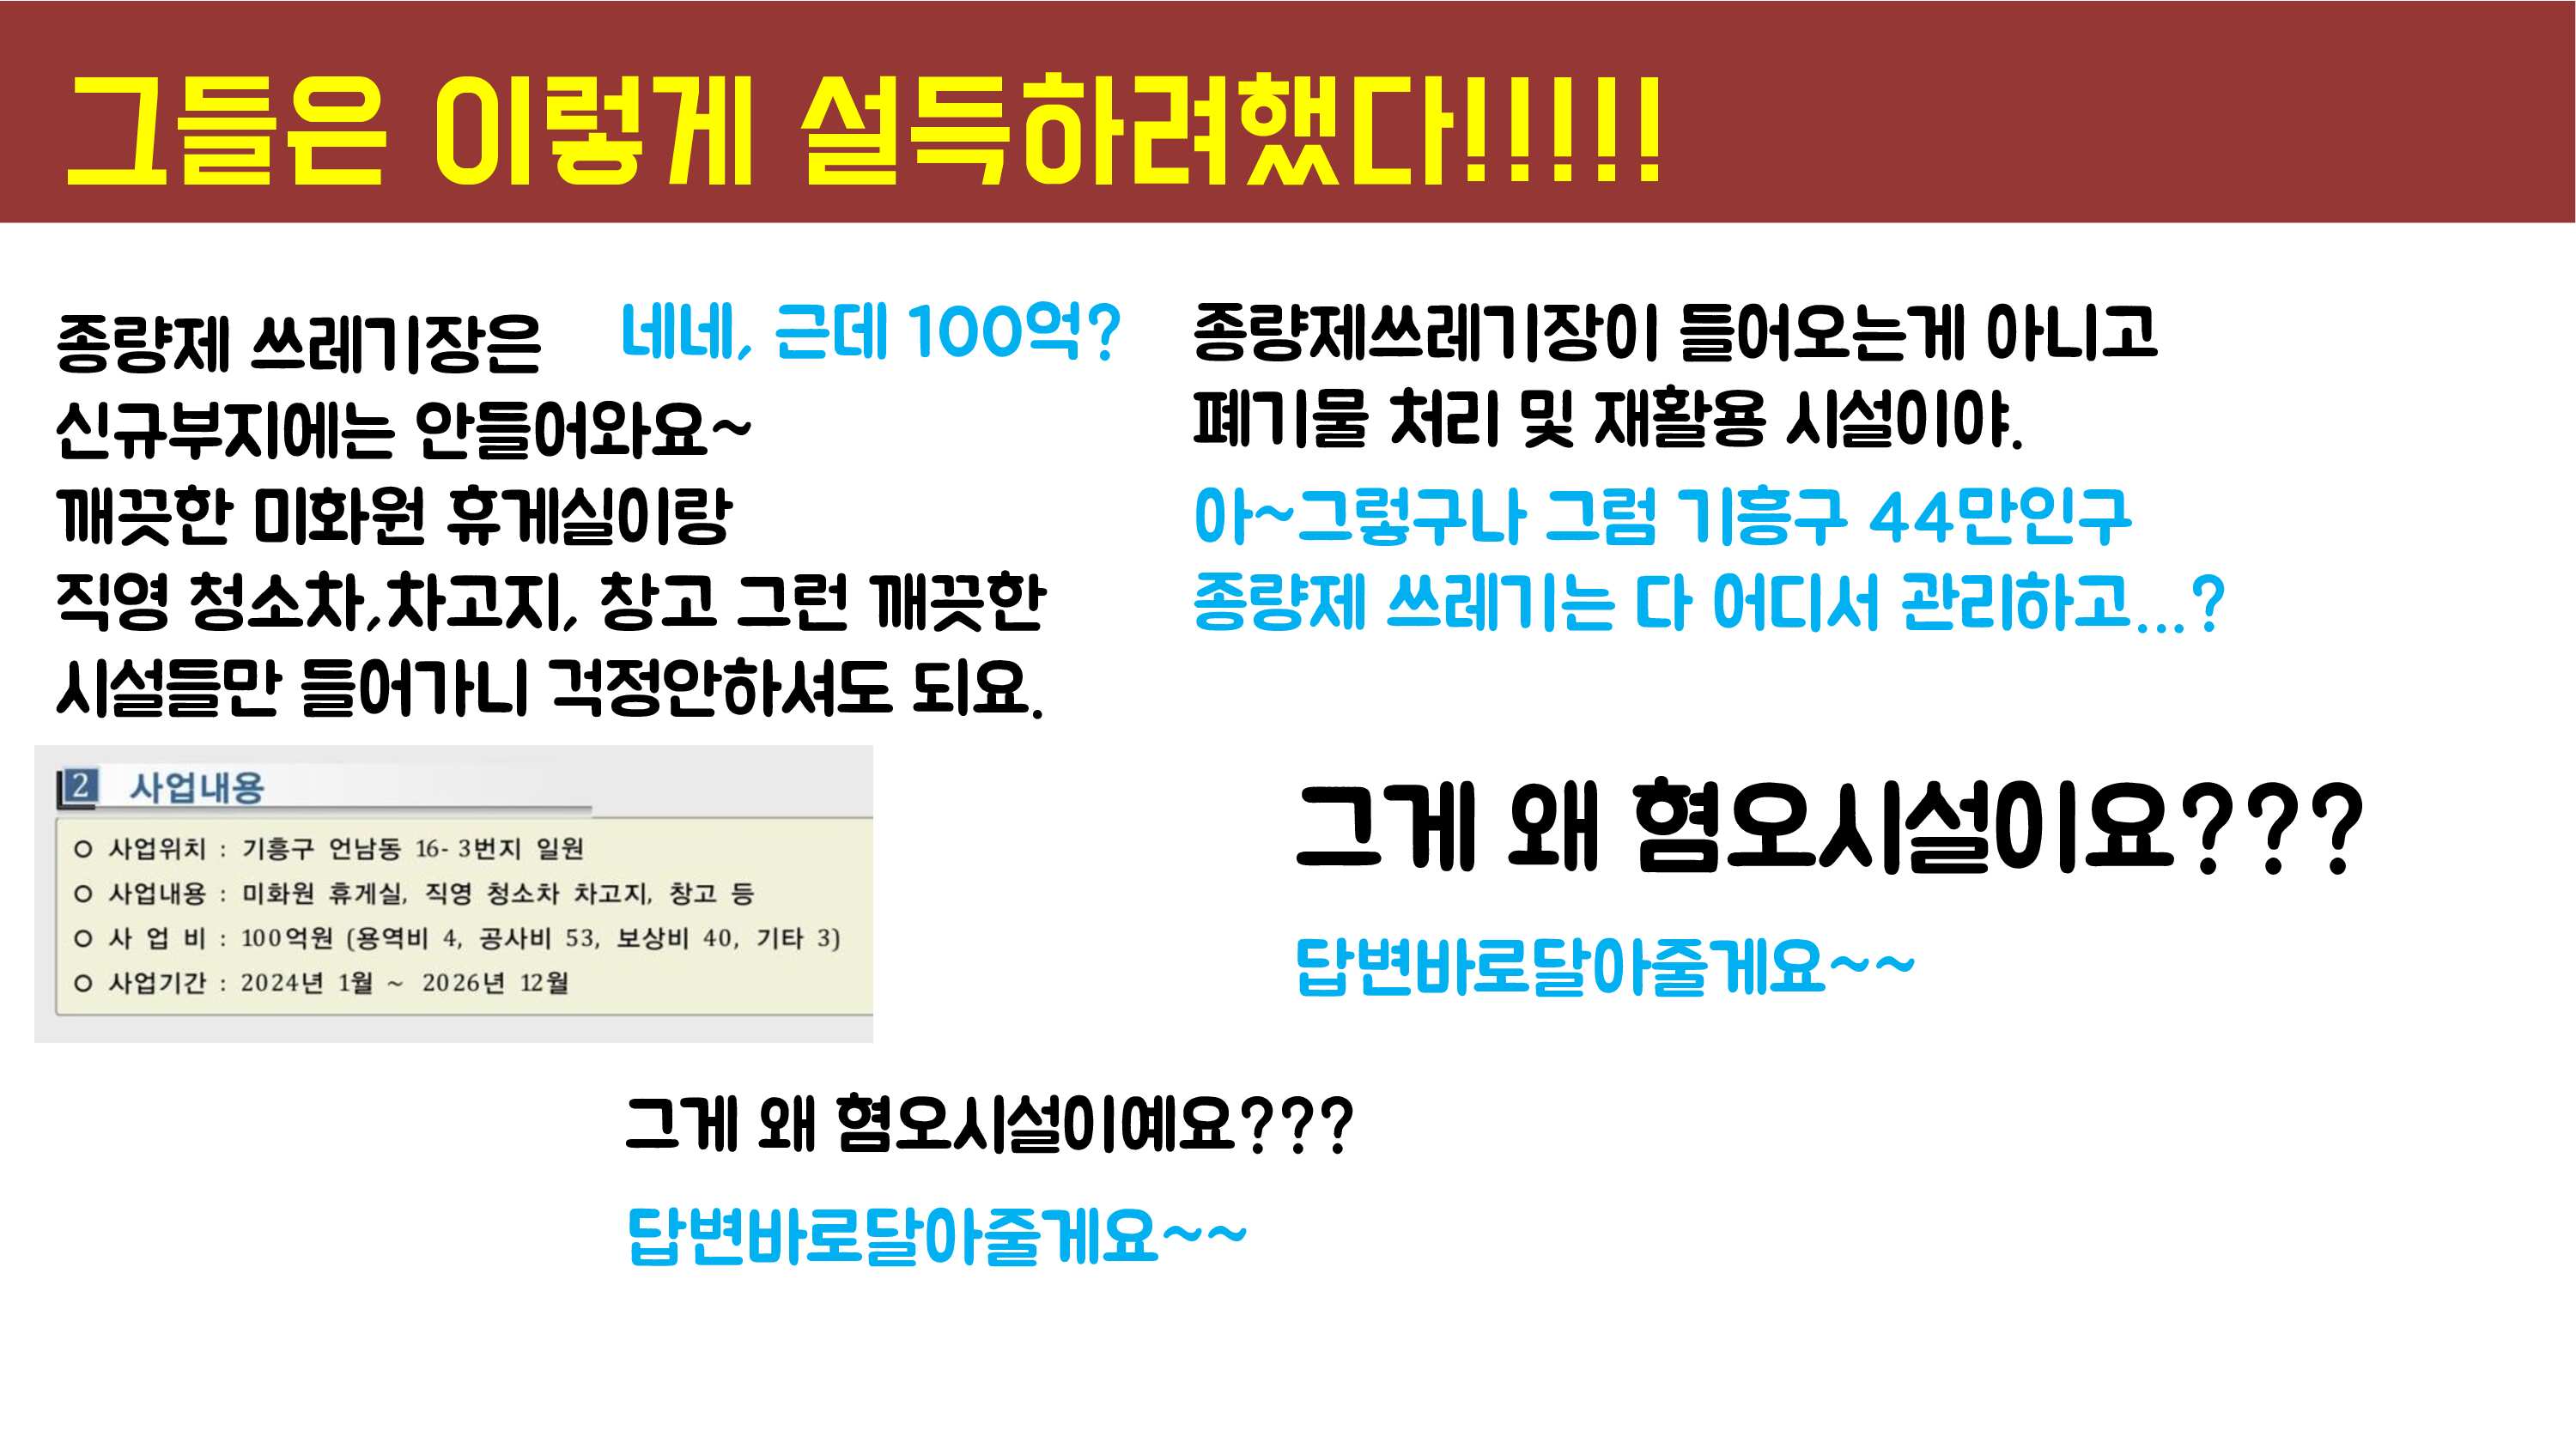 그들은 이렇게 설득하려했다!!!!!
종량제 쓰레기장은
신규부지에는 안들어와요~
깨끗한 미화원 휴게실이랑
직영 청소차,차고지, 창고 그런 깨끗한
시설들만 들어가니 걱정안하셔도 되요.
네네, 근데 100억?
2 사업내용
○ 사업위치 : 기흥구 언남동 16- 3번지 일원
○ 사업내용 : 미화원 휴게실, 직영 청소차 차고지, 창고 등
○ 사 업 비 : 100억원 (용역비 4, 공사비 53, 보상비 40, 기타 3)
○ 사업기간 : 2024년 1월 ~ 2026년 12월
종량제쓰레기장이 들어오는게 아니고
폐기물 처리 및 재활용 시설이야.
아~그렇구나 그럼 기흥구 44만인구
종량제 쓰레기는 다 어디서 관리하고...?
그게 왜 혐오시설이요???
답변바로달아줄게요~~
그게 왜 혐오시설이예요???
답변바로달아줄게요~~